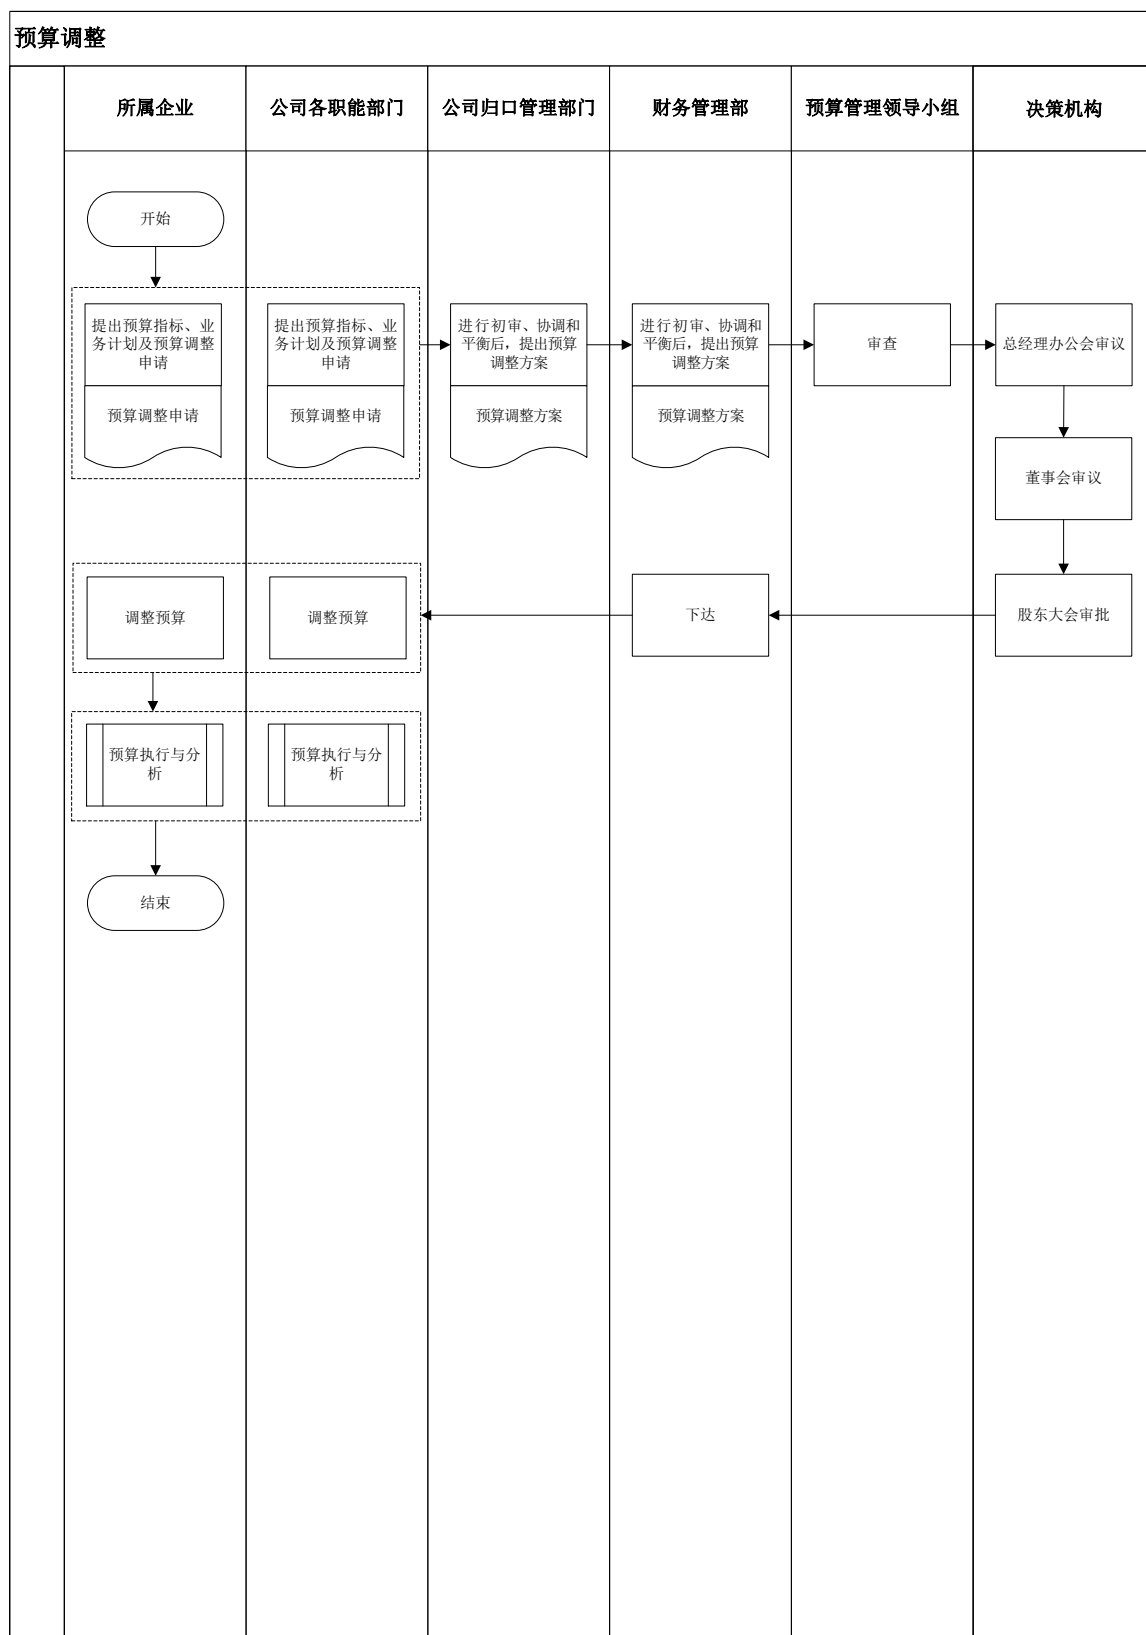 预算调整
所属企业
公司各职能部门
公司归口管理部门
财务管理部
预算管理领导小组
决策机构
开始
提出预算指标、业
务计划及预算调整
申请
预算调整申请
提出预算指标、业
务计划及预算调整
申请
预算调整申请
进行初审、协调和
平衡后，提出预算
调整方案
预算调整方案
进行初审、协调和
平衡后，提出预算
调整方案
预算调整方案
审查
总经理办公会审议
董事会审议
股东大会审批
下达
调整预算
调整预算
预算执行与分
析
预算执行与分
析
结束